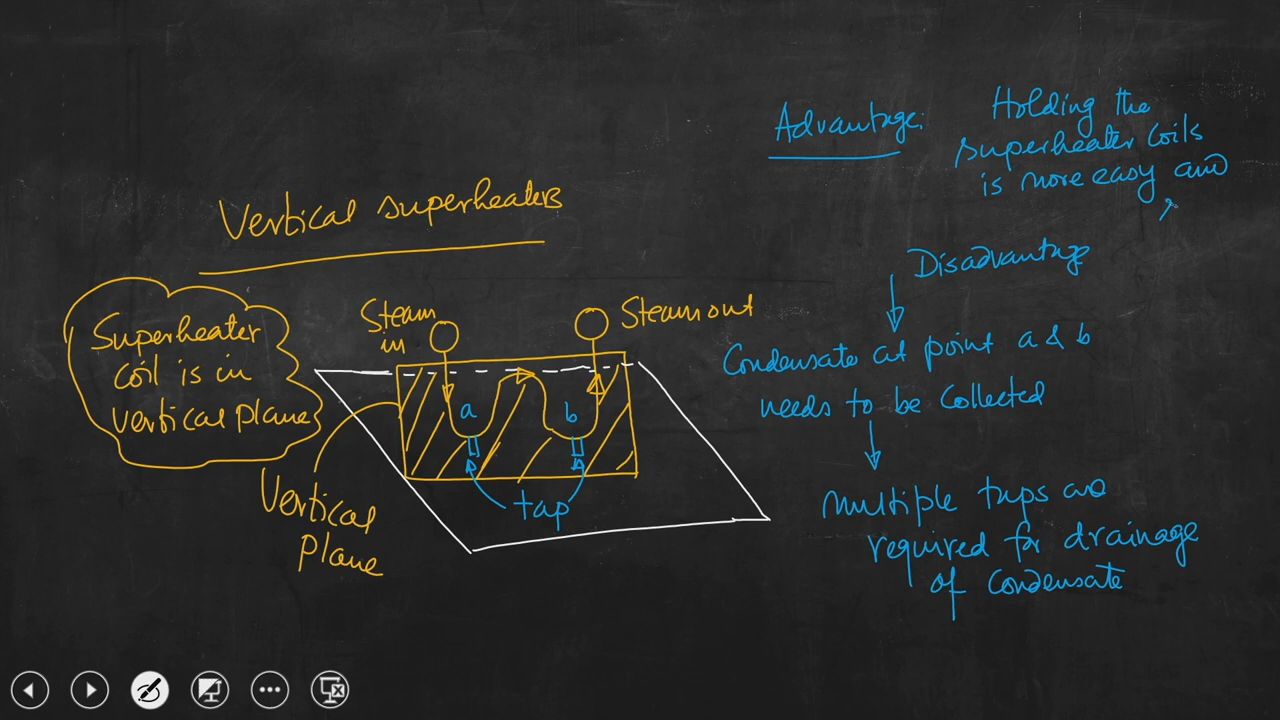 Vertical superheaters
Superheater
coil is in
vertical plane
Steam
in
Steam out
a
b
tap
Vertical
plane
Advantage:
Holding the
superheater coils
is more easy and
Disadvantage
Condensate at point a & b
needs to be collected
Multiple taps are
required for drainage
of condensate